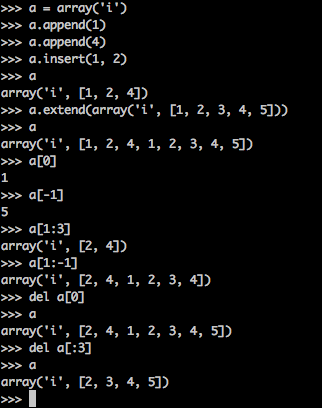 >>> a = array('i')
>>> a.append(1)
>>> a.append(4)
>>> a.insert(1, 2)
>>> a
array('i', [1, 2, 4])
>>> a.extend(array('i', [1, 2, 3, 4, 5]))
>>> a
array('i', [1, 2, 4, 1, 2, 3, 4, 5])
>>> a[0]
1
>>> a[-1]
5
>>> a[1:3]
array('i', [2, 4])
>>> a[1:-1]
array('i', [2, 4, 1, 2, 3, 4])
>>> del a[0]
>>> a
array('i', [2, 4, 1, 2, 3, 4, 5])
>>> del a[:3]
>>> a
array('i', [2, 3, 4, 5])
>>>